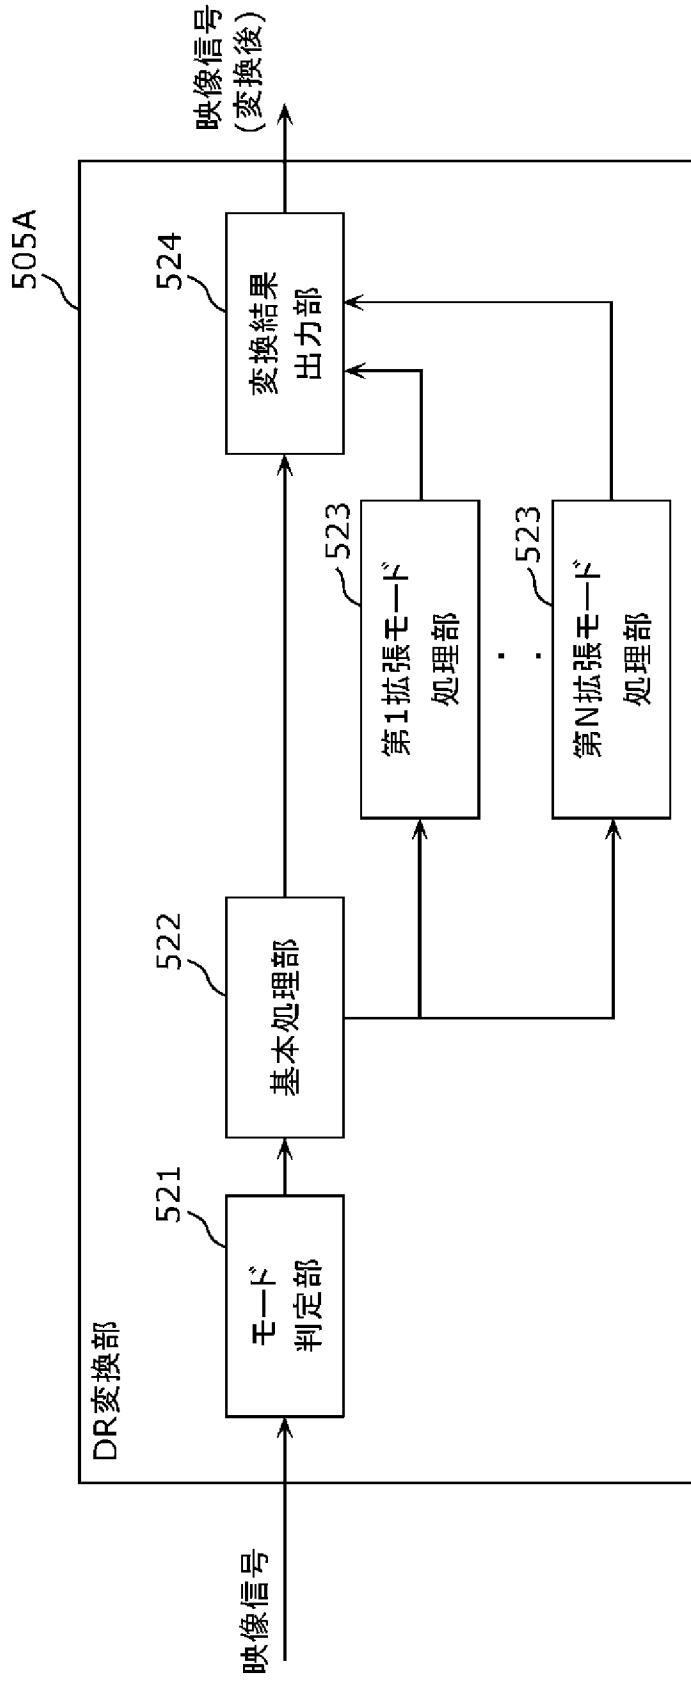 505A
DR変換部
映像信号
521
モード
判定部
522
基本処理部
524
変換結果
出力部
映像信号
(変換後)
523
第1拡張モード
処理部
523
第N拡張モード
処理部